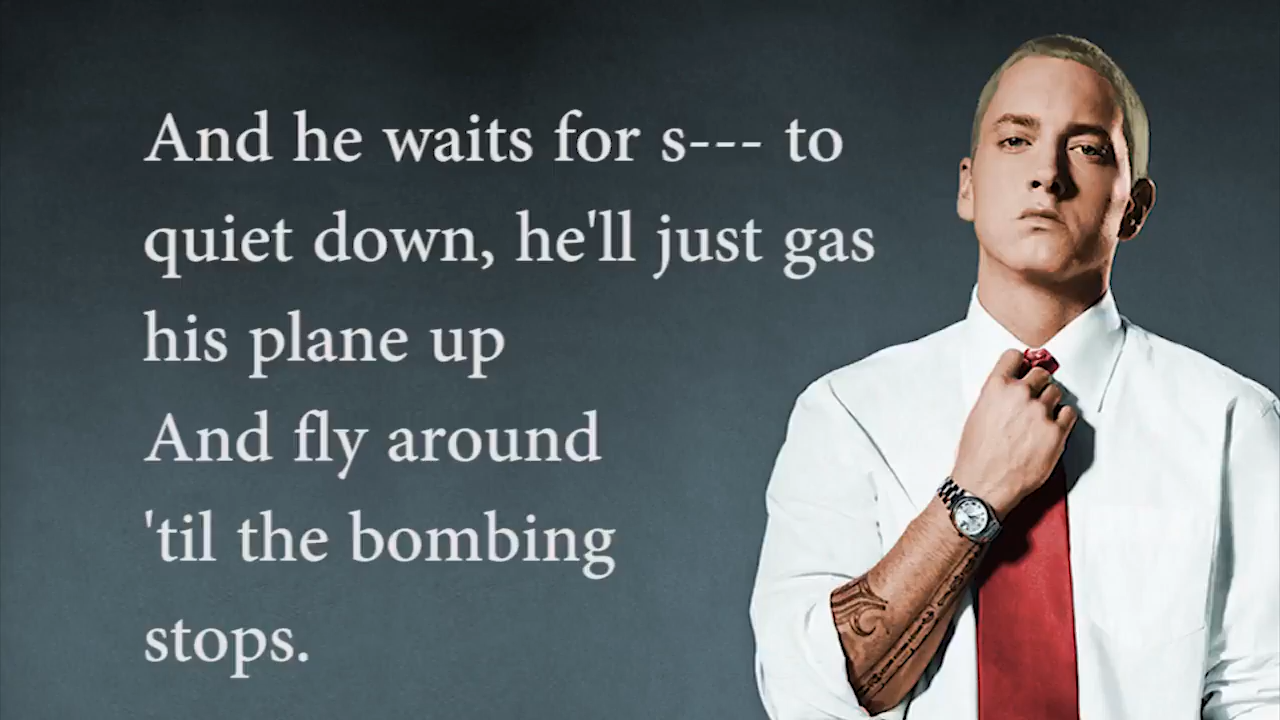 And he waits for s--- to
quiet down, he'll just gas
his plane up
And fly around
'til the bombing
stops.